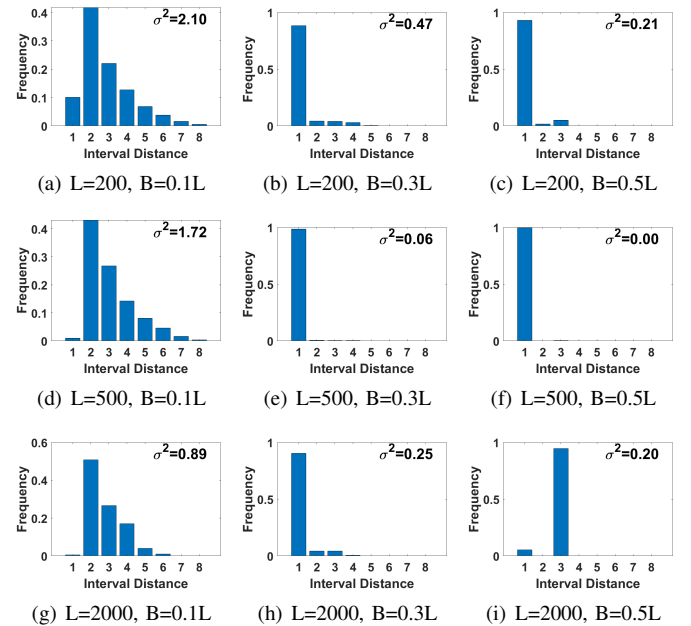 σ²=2.10
Frequency
0.4
0.3
0.2
0.1
0
1 2 3 4 5 6 7 8
Interval Distance
(a) L=200, B=0.1L
σ²=0.47
Frequency
1
0.5
0
1 2 3 4 5 6 7 8
Interval Distance
(b) L=200, B=0.3L
σ²=0.21
Frequency
1
0.5
0
1 2 3 4 5 6 7 8
Interval Distance
(c) L=200, B=0.5L
σ²=1.72
Frequency
0.4
0.3
0.2
0.1
0
1 2 3 4 5 6 7 8
Interval Distance
(d) L=500, B=0.1L
σ²=0.06
Frequency
1
0.5
0
1 2 3 4 5 6 7 8
Interval Distance
(e) L=500, B=0.3L
σ²=0.00
Frequency
1
0.5
0
1 2 3 4 5 6 7 8
Interval Distance
(f) L=500, B=0.5L
σ²=0.89
Frequency
0.6
0.4
0.2
0
1 2 3 4 5 6 7 8
Interval Distance
(g) L=2000, B=0.1L
σ²=0.25
Frequency
1
0.5
0
1 2 3 4 5 6 7 8
Interval Distance
(h) L=2000, B=0.3L
σ²=0.20
Frequency
1
0.5
0
1 2 3 4 5 6 7 8
Interval Distance
(i) L=2000, B=0.5L